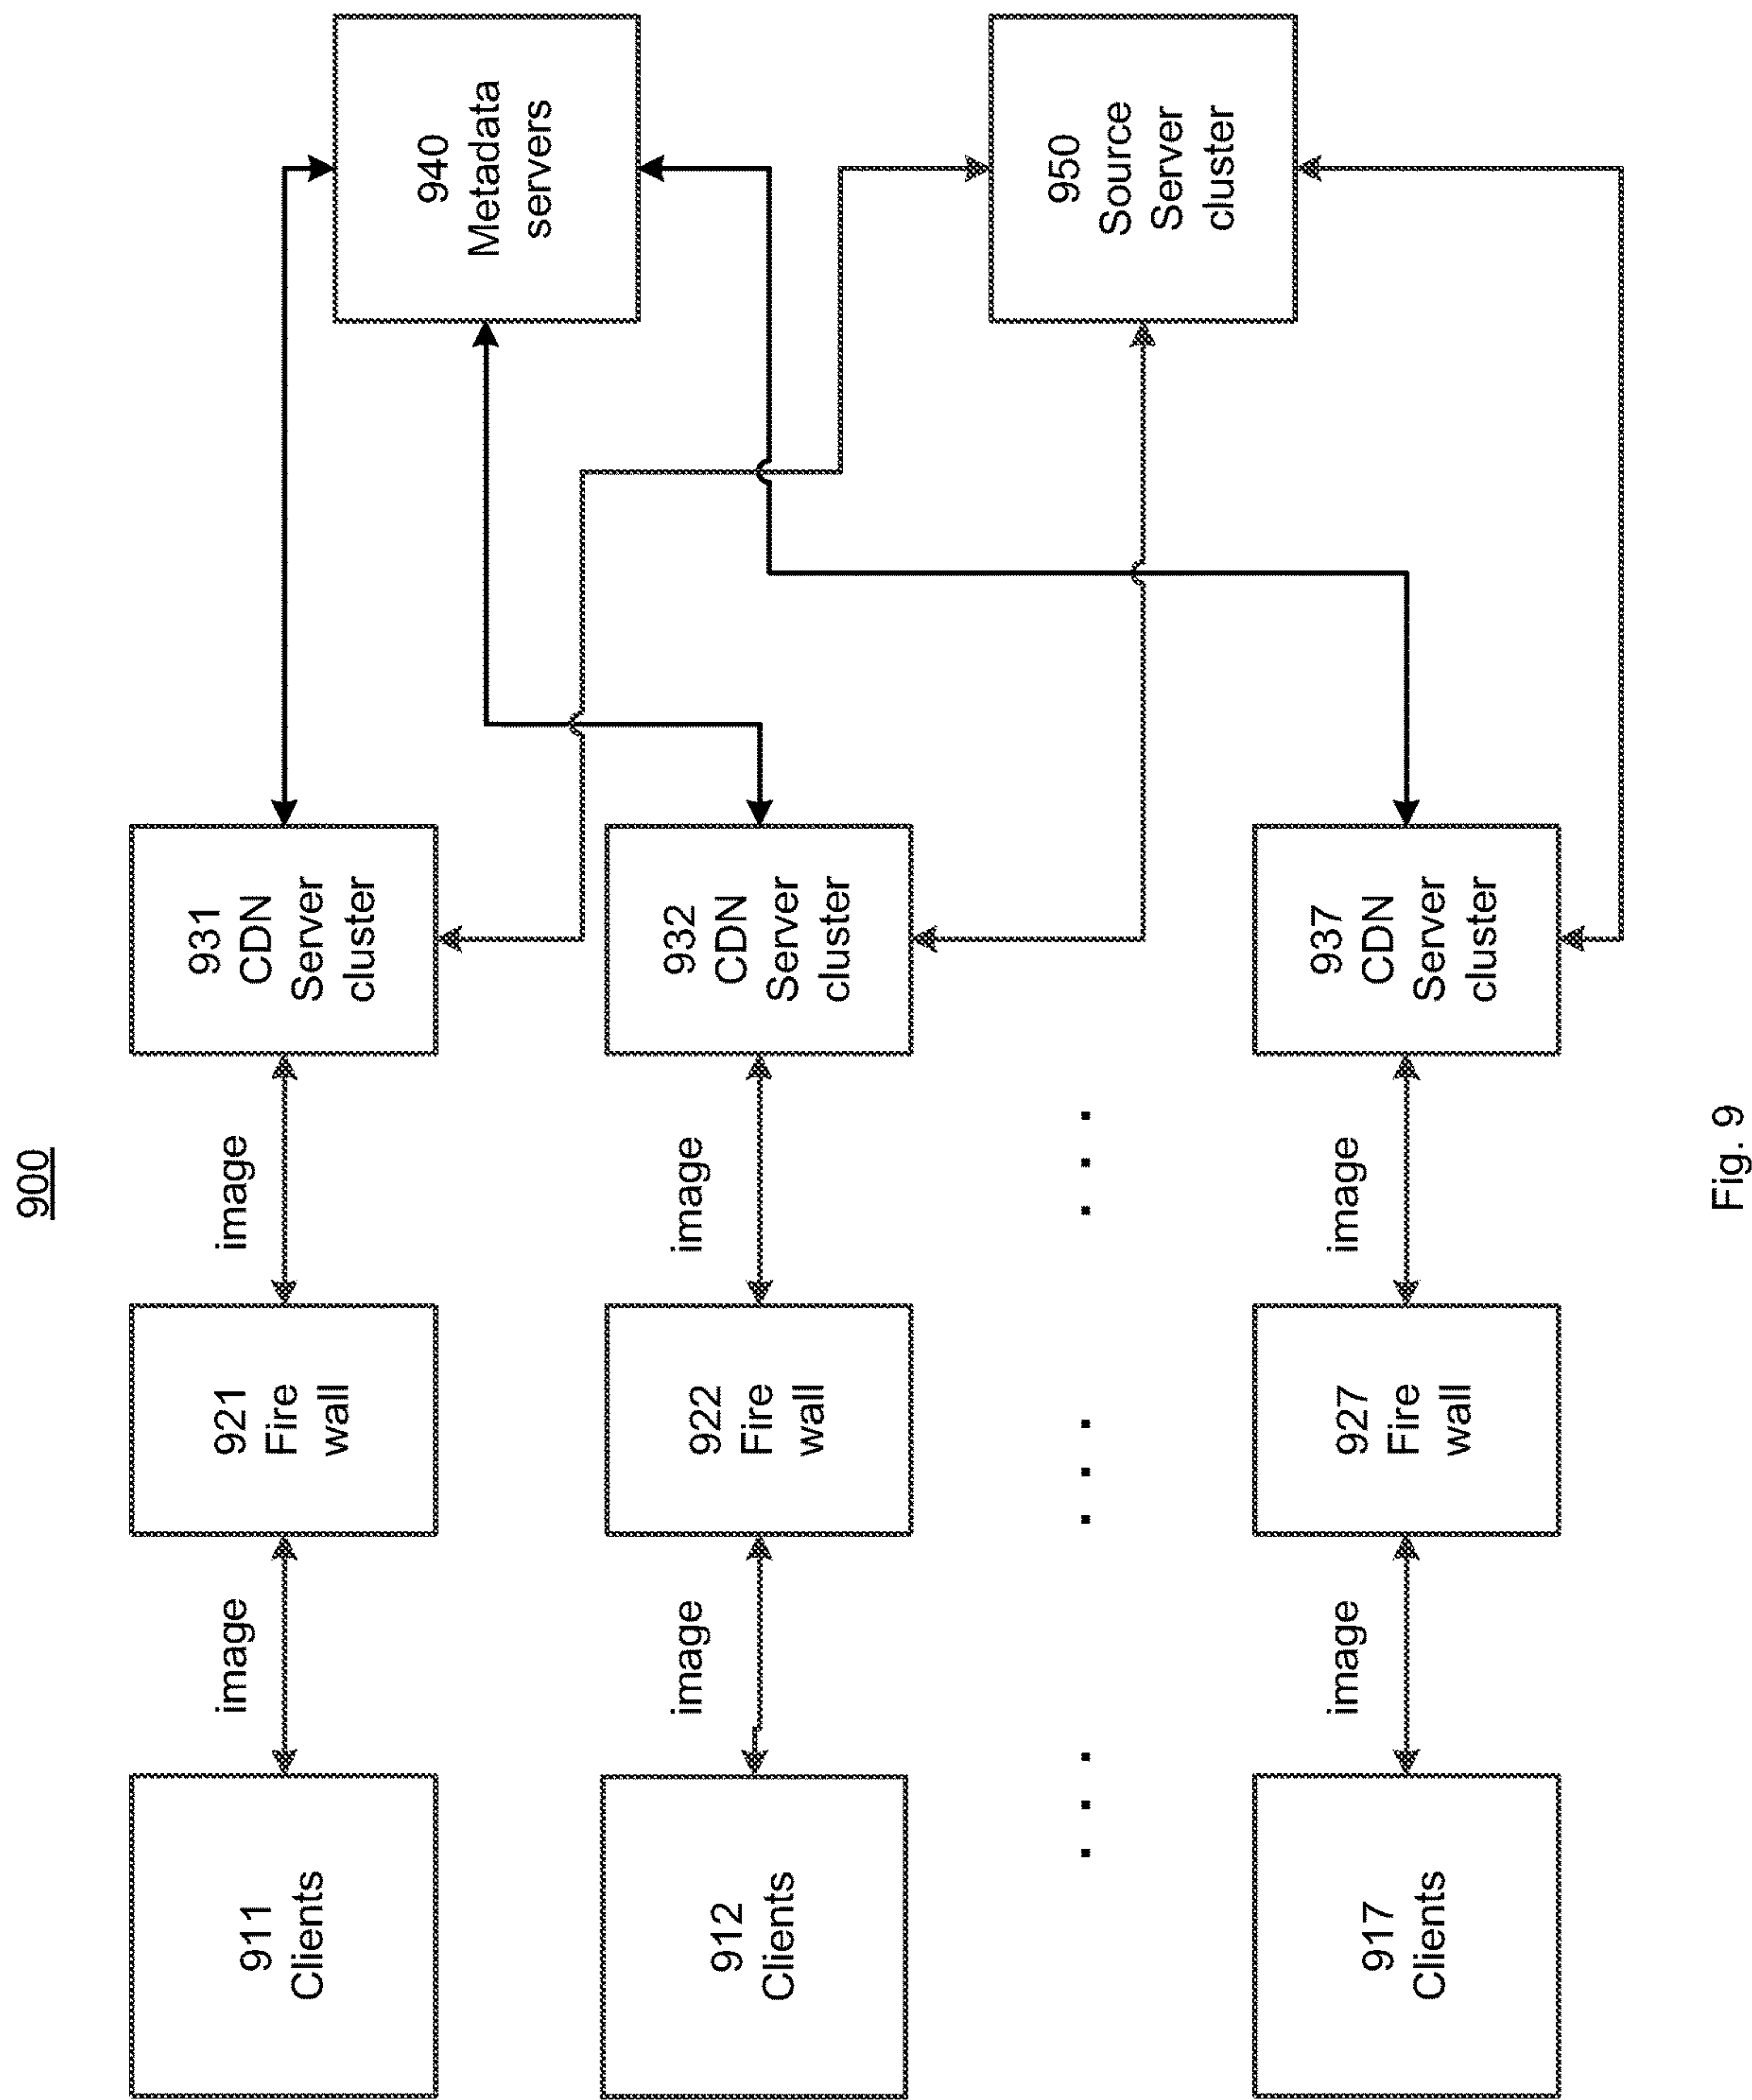 900
911
Clients
image
921
Fire
wall
image
931
CDN
Server
cluster
940
Metadata
servers
912
Clients
image
922
Fire
wall
image
932
CDN
Server
cluster
950
Source
Server
cluster
. . .
. . .
. . .
917
Clients
image
927
Fire
wall
image
937
CDN
Server
cluster
Fig. 9